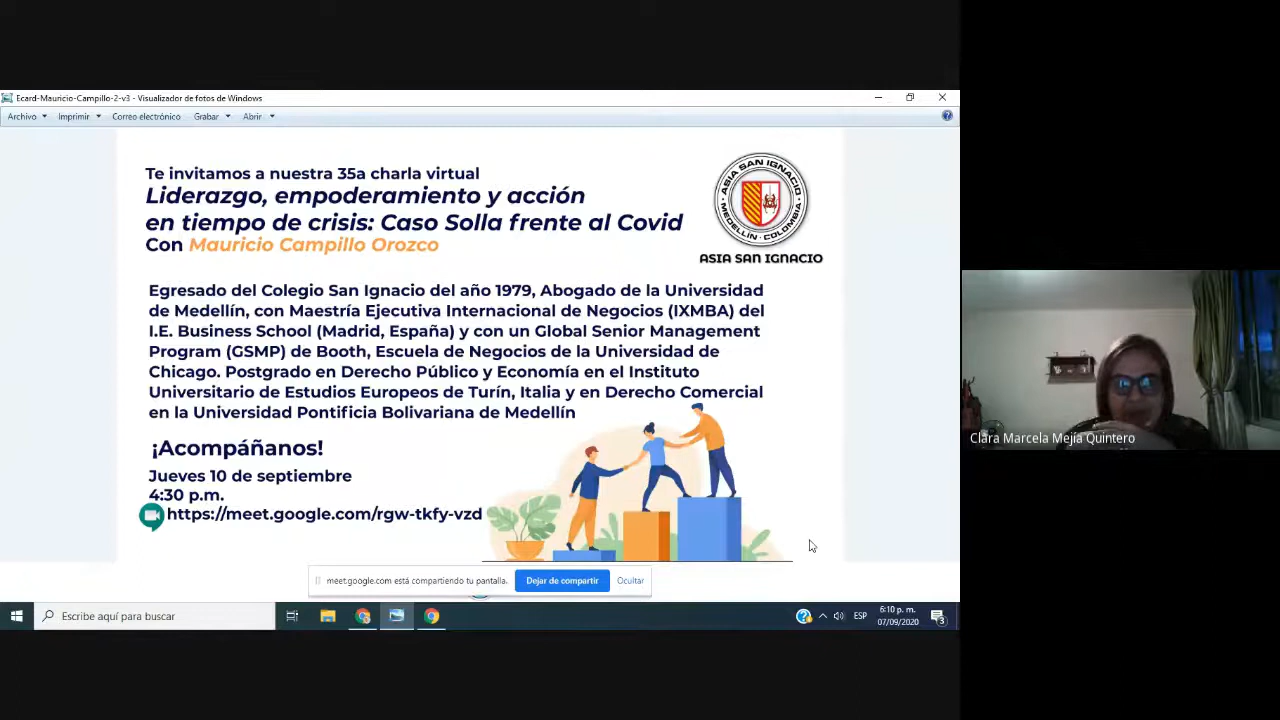 Ecard-Mauricio-Campillo-2-v3 - Visualizador de fotos de Windows
Archivo Imprimir Correo electrónico Grabar Abrir
Te invitamos a nuestra 35a charla virtual
Liderazgo, empoderamiento y acción
en tiempo de crisis: Caso Solla frente al Covid
Con Mauricio Campillo Orozco
ASIA SAN IGNACIO
MEDELLÍN - COLOMBIA
ASIA SAN IGNACIO
Egresado del Colegio San Ignacio del año 1979, Abogado de la Universidad
de Medellín, con Maestría Ejecutiva Internacional de Negocios (IXMBA) del
I.E. Business School (Madrid, España) y con un Global Senior Management
Program (GSMP) de Booth, Escuela de Negocios de la Universidad de
Chicago. Postgrado en Derecho Público y Economía en el Instituto
Universitario de Estudios Europeos de Turín, Italia y en Derecho Comercial
en la Universidad Pontificia Bolivariana de Medellín
¡Acompáñanos!
Jueves 10 de septiembre
4:30 p.m.
https://meet.google.com/rgw-tkfy-vzd
meet.google.com está compartiendo tu pantalla. Dejar de compartir Ocultar
Escribe aquí para buscar
ESP
6:10 p. m.
07/09/2020
3
Clara Marcela Mejía Quintero